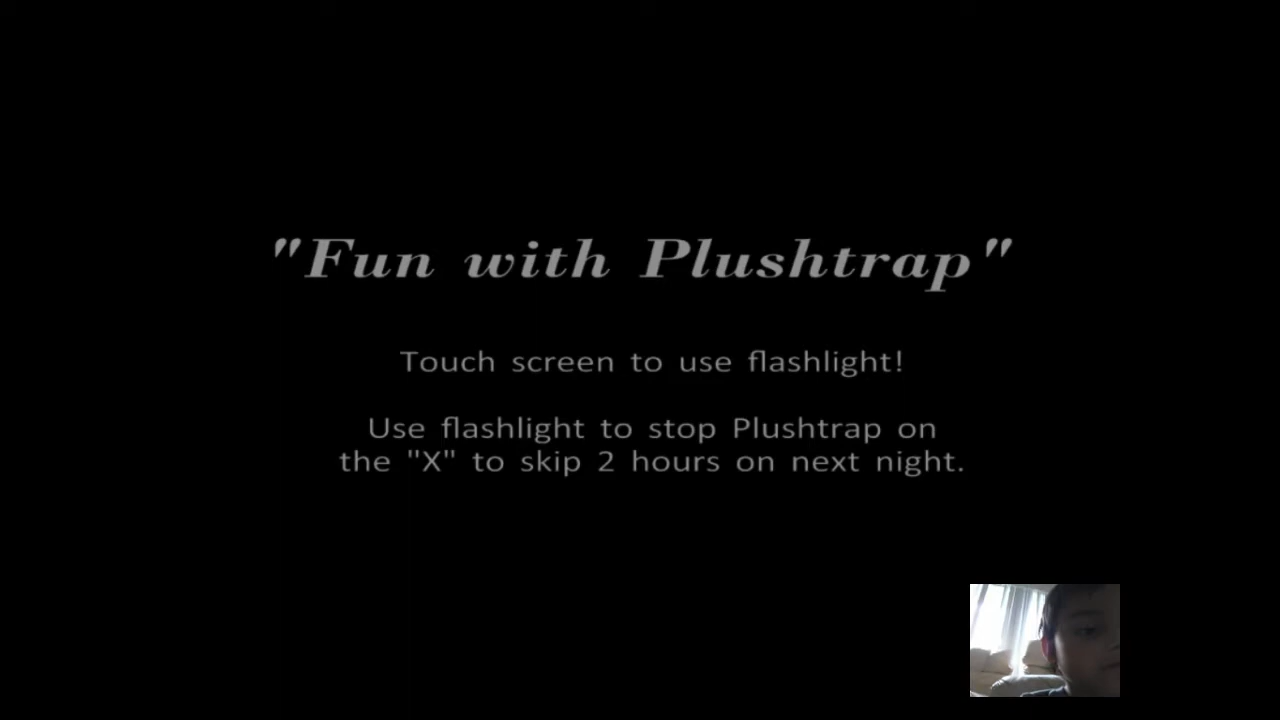 "Fun with Plushtrap"
Touch screen to use flashlight!
Use flashlight to stop Plushtrap on
the "X" to skip 2 hours on next night.